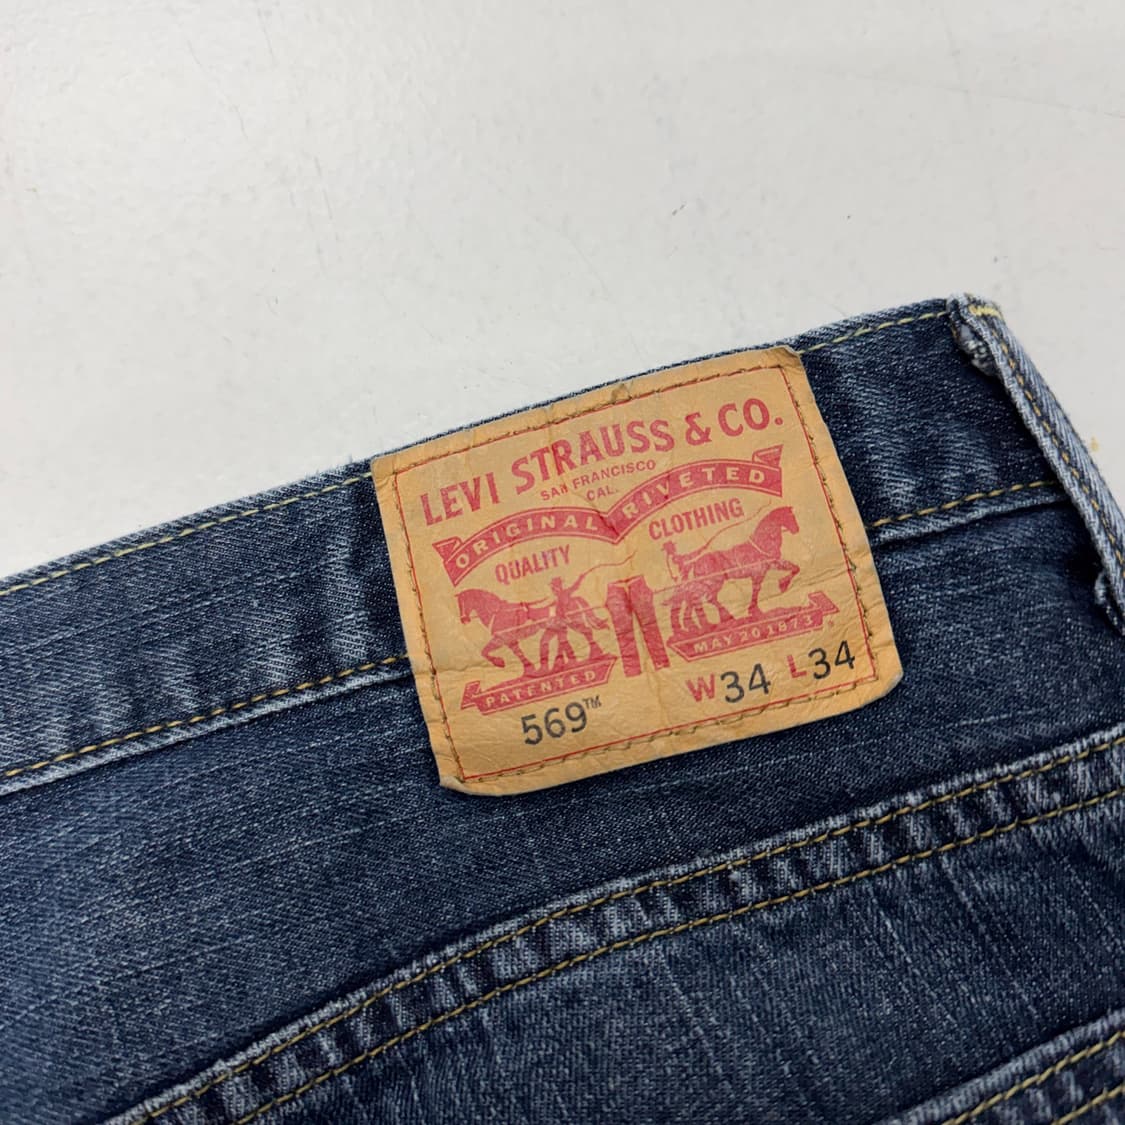 LEVI STRAUSS & CO.
SAN FRANCISCO
CAL.
ORIGINAL RIVETED
QUALITY CLOTHING
PATENTED MAY 20 1873
569™ W34 L34